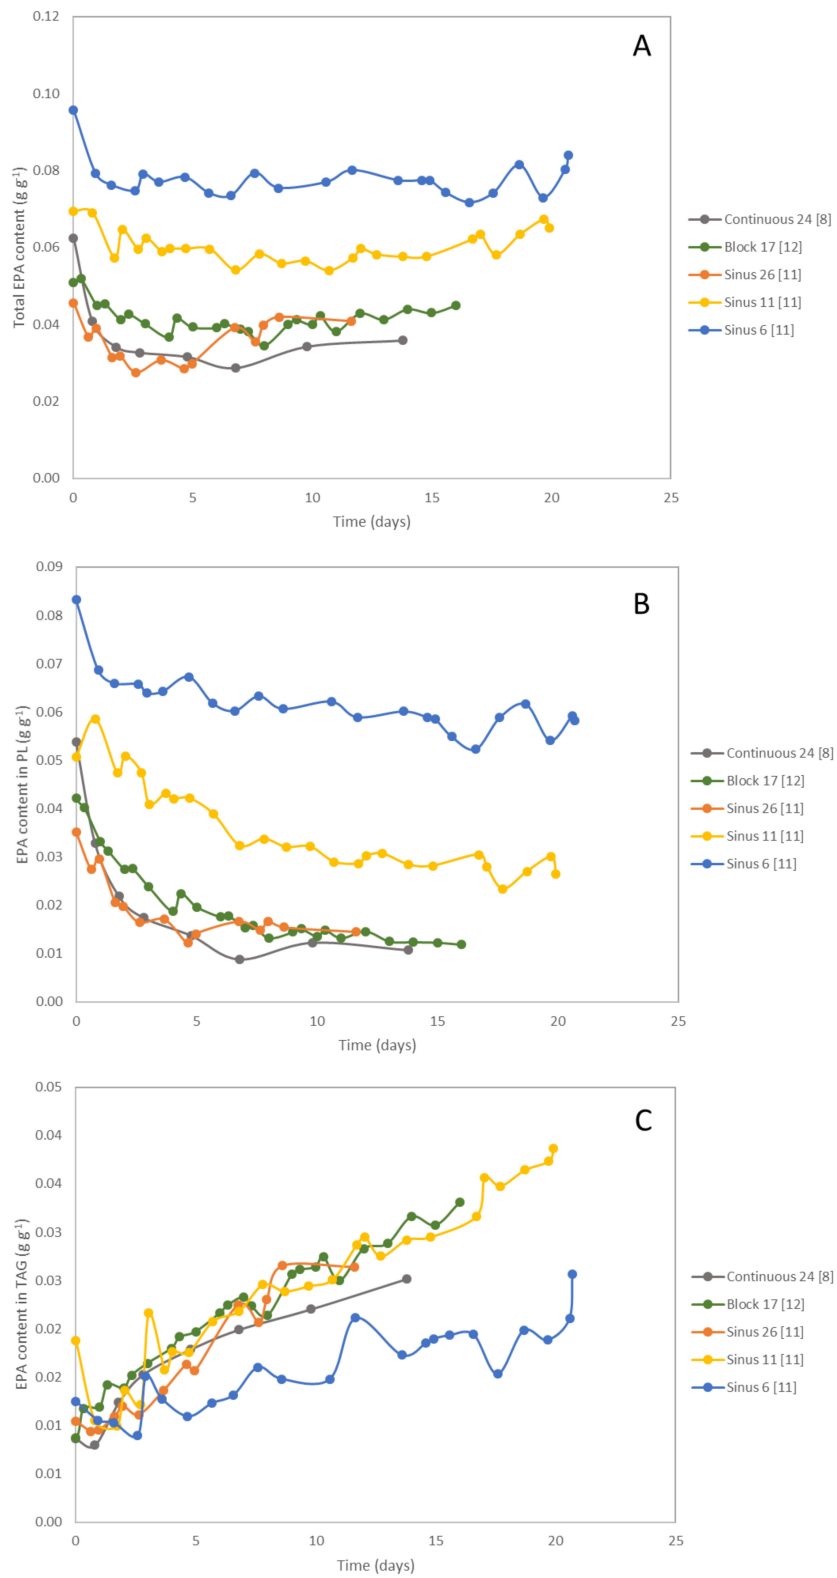 A
Total EPA content (g g-1)
0.12
0.10
0.08
0.06
0.04
0.02
0.00
0 5 10 15 20 25
Time (days)
Continuous 24 [8]
Block 17 [12]
Sinus 26 [11]
Sinus 11 [11]
Sinus 6 [11]
B
EPA content in PL (g g-1)
0.09
0.08
0.07
0.06
0.05
0.04
0.03
0.02
0.01
0.00
0 5 10 15 20 25
Time (days)
Continuous 24 [8]
Block 17 [12]
Sinus 26 [11]
Sinus 11 [11]
Sinus 6 [11]
C
EPA content in TAG (g g-1)
0.05
0.04
0.04
0.03
0.03
0.02
0.02
0.01
0.01
0.00
0 5 10 15 20 25
Time (days)
Continuous 24 [8]
Block 17 [12]
Sinus 26 [11]
Sinus 11 [11]
Sinus 6 [11]